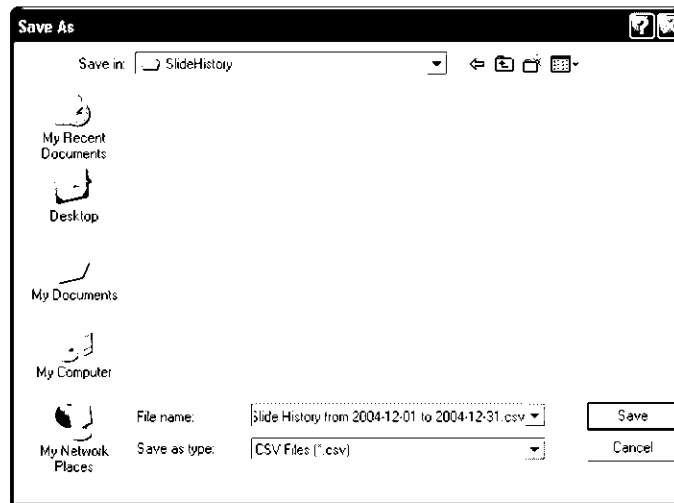 Save As
Save in: SlideHistory
My Recent
Documents
Desktop
My Documents
My Computer
My Network
Places
File name: Slide History from 2004-12-01 to 2004-12-31.csv
Save as type: CSV Files (*.csv)
Save
Cancel